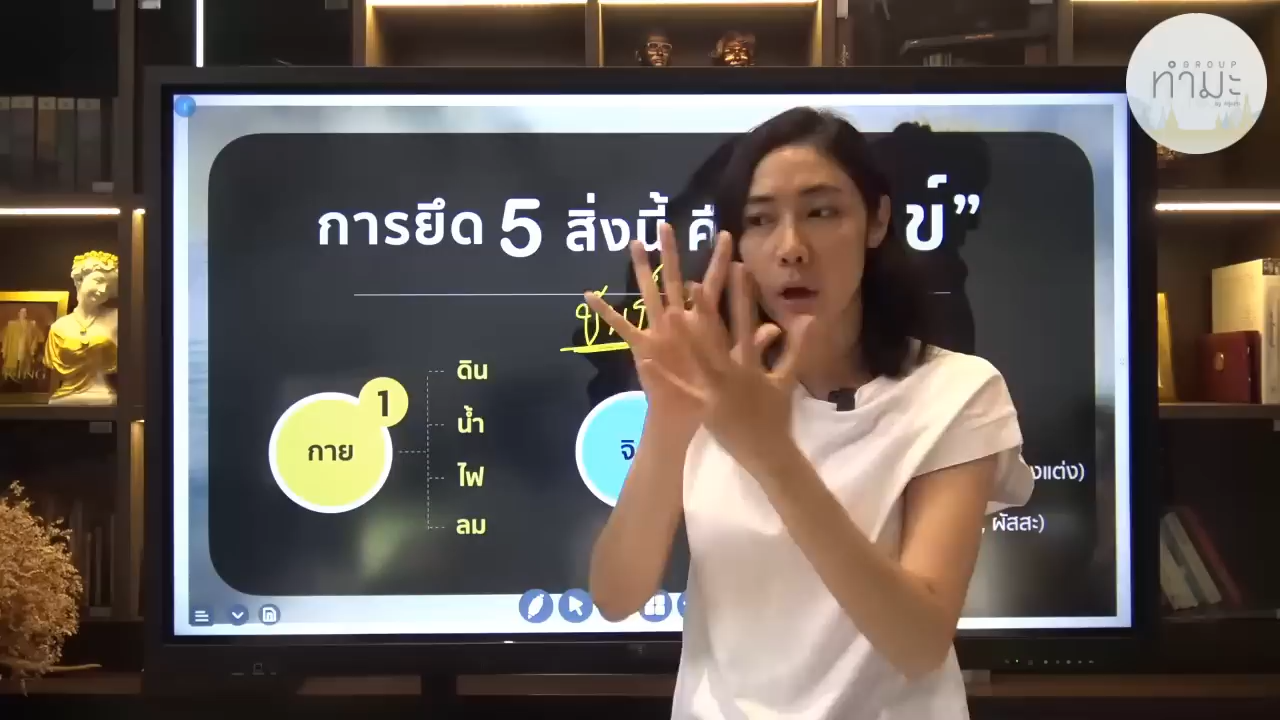 GROUP
ทำมะ
การยึด 5 สิ่งนี้ คื ข์”
กาย
1
ดิน
น้ำ
ไฟ
ลม
จิ
งแต่ง)
, ผัสสะ)